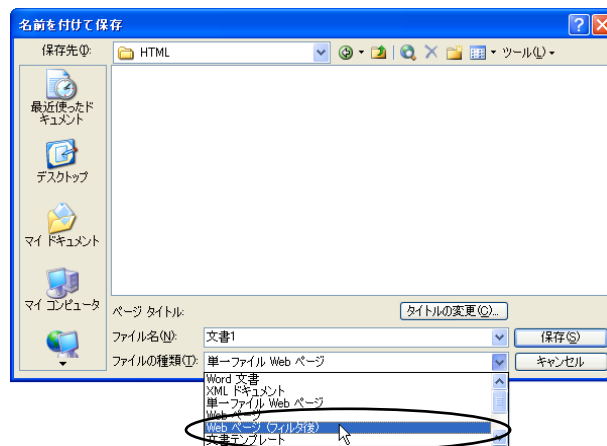 名前を付けて保存
保存先(I):
HTML
ツール(L)
最近使ったド
キュメント
デスクトップ
マイ ドキュメント
マイ コンピュータ
ページ タイトル:
タイトルの変更(C)...
ファイル名(N):
文書1
保存(S)
ファイルの種類(T):
単一ファイル Web ページ
キャンセル
Word 文書
XML ドキュメント
単一ファイル Web ページ
Web ページ
Web ページ (フィルタ後)
文書テンプレート